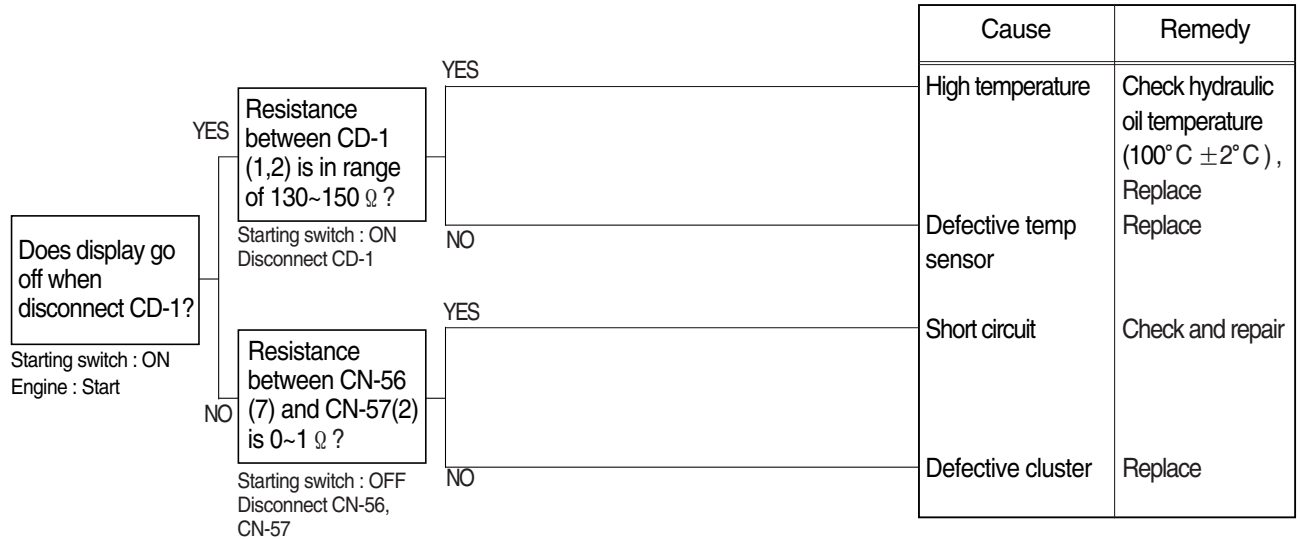 Does display go
off when
disconnect CD-1?
Starting switch : ON
Engine : Start
YES
Resistance
between CD-1
(1,2) is in range
of 130~150 Ω ?
Starting switch : ON
Disconnect CD-1
NO
Resistance
between CN-56
(7) and CN-57(2)
is 0~1 Ω ?
Starting switch : OFF
Disconnect CN-56,
CN-57
YES
NO
YES
NO
Cause Remedy
High temperature Check hydraulic
oil temperature
(100°C ±2°C) ,
Replace
Defective temp Replace
sensor
Short circuit Check and repair
Defective cluster Replace